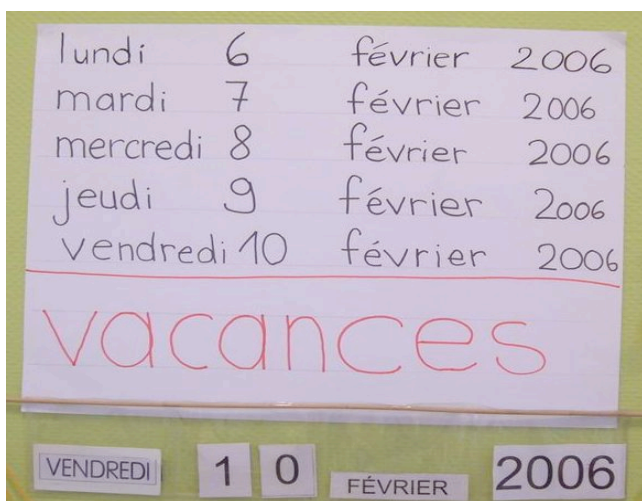 lundi 6 février 2006
mardi 7 février 2006
mercredi 8 février 2006
jeudi 9 février 2006
vendredi 10 février 2006
vacances
VENDREDI 1 0 FÉVRIER 2006